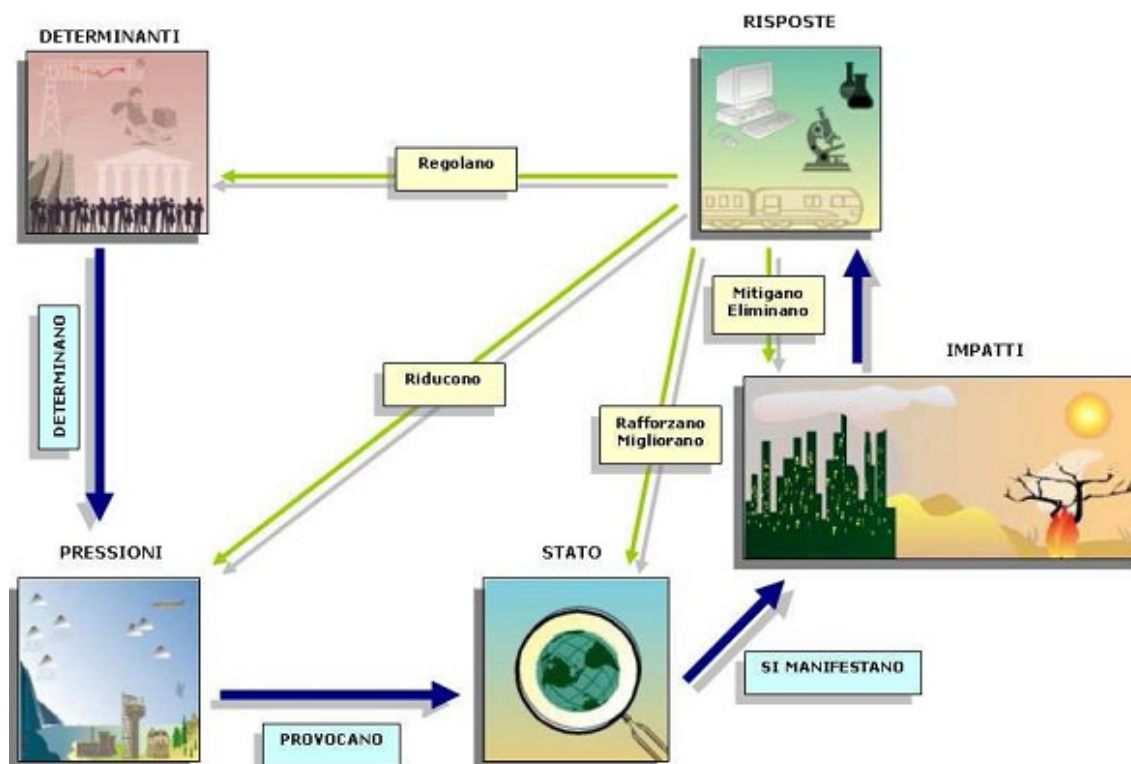 DETERMINANTI
RISPOSTE
Regolano
Mitigano
Eliminano
DETERMINANO
IMPATTI
Riducono
Rafforzano
Migliorano
PRESSIONI
STATO
SI MANIFESTANO
PROVOCANO